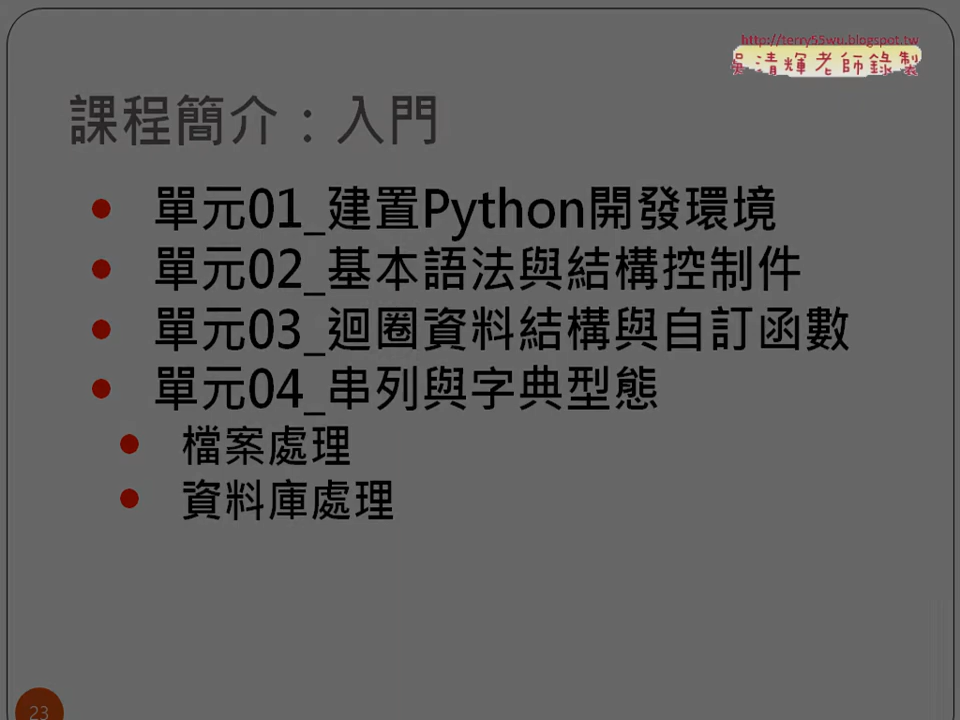 http://terry55wu.blogspot.tw
吳清輝老師錄製
課程簡介：入門
單元01_建置Python開發環境
單元02_基本語法與結構控制件
單元03_迴圈資料結構與自訂函數
單元04_串列與字典型態
檔案處理
資料庫處理
23